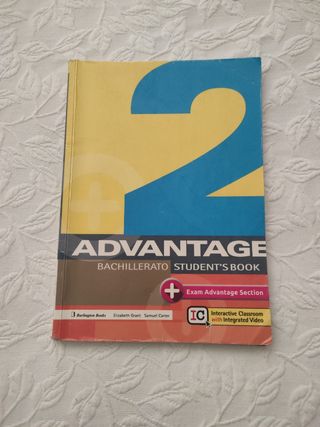 2
ADVANTAGE
BACHILLERATO STUDENT'S BOOK
+ Exam Advantage Section
Burlington Books Elizabeth Grant Samuel Carter IC Interactive Classroom
with Integrated Video